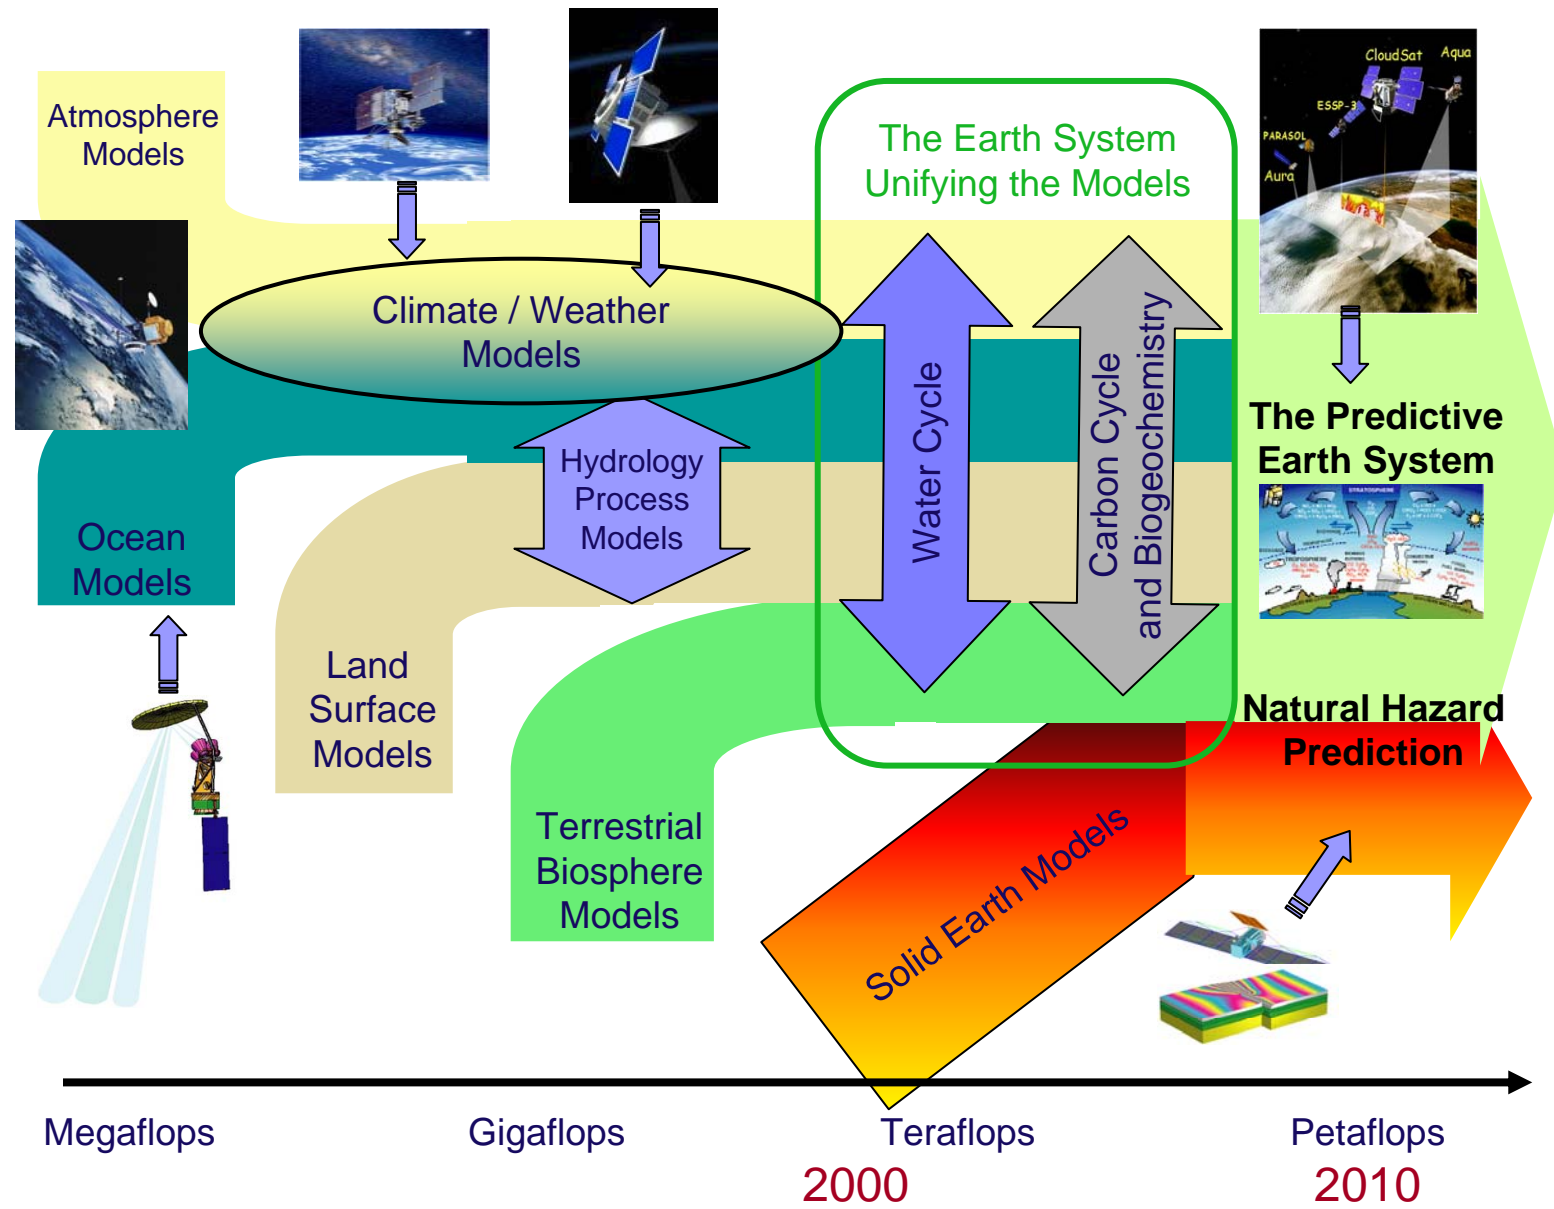 Atmosphere
Models
Climate / Weather
Models
The Earth System
Unifying the Models
CloudSat
Aqua
ESSP-3
PARASOL
Aura
Ocean
Models
Hydrology
Process
Models
Water Cycle
Carbon Cycle
and Biogeochemistry
The Predictive
Earth System
STRATOSPHERE
Land
Surface
Models
Natural Hazard
Prediction
Terrestrial
Biosphere
Models
Solid Earth Models
Megaflops
Gigaflops
Teraflops
Petaflops
2000
2010